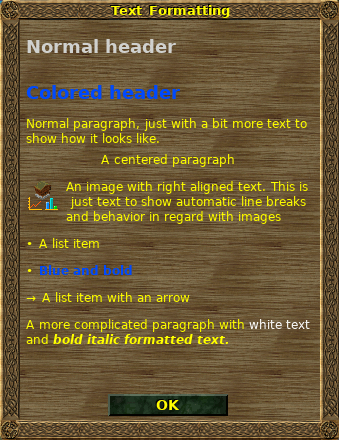 Text Formatting
Normal header
Colored header
Normal paragraph, just with a bit more text to
show how it looks like.
A centered paragraph
An image with right aligned text. This is
just text to show automatic line breaks
and behavior in regard with images
• A list item
• Blue and bold
→ A list item with an arrow
A more complicated paragraph with white text
and bold italic formatted text.
OK